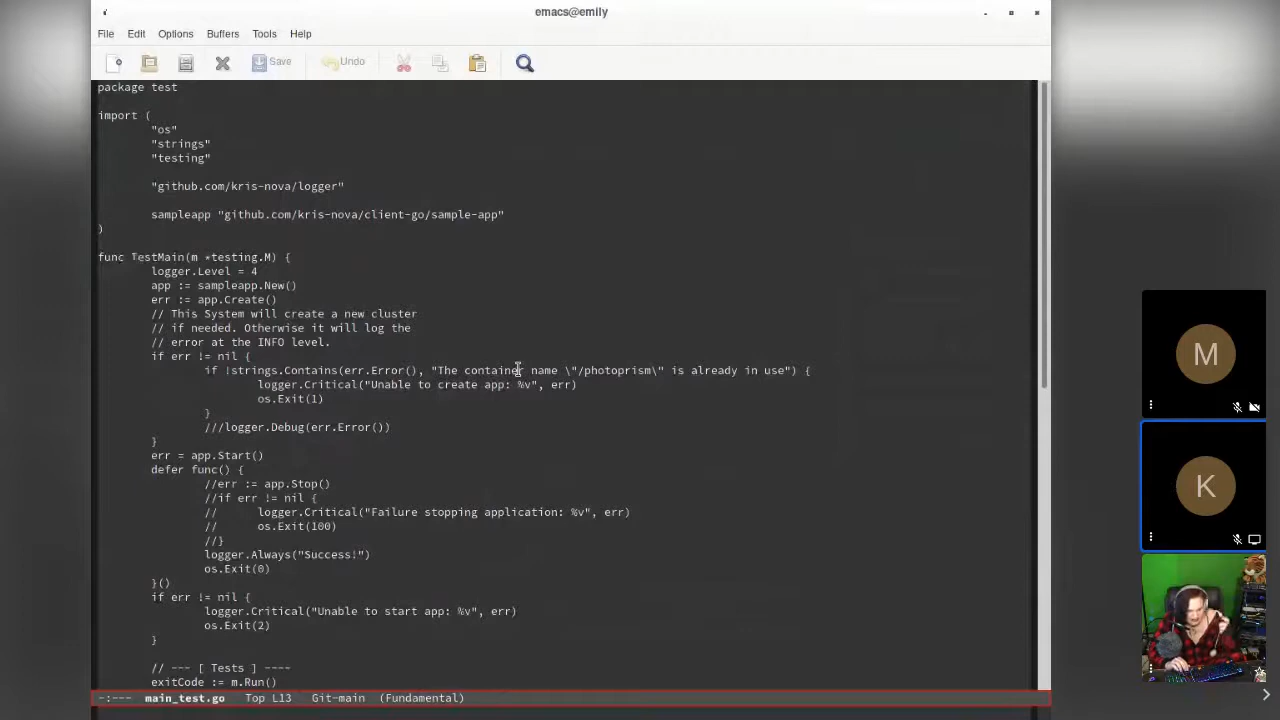 emacs@emily
File Edit Options Buffers Tools Help
Save Undo
package test
import (
"os"
"strings"
"testing"
"github.com/kris-nova/logger"
sampleapp "github.com/kris-nova/client-go/sample-app"
)
func TestMain(m *testing.M) {
logger.Level = 4
app := sampleapp.New()
err := app.Create()
// This System will create a new cluster
// if needed. Otherwise it will log the
// error at the INFO level.
if err != nil {
if !strings.Contains(err.Error(), "The container name \"/photoprism\" is already in use") {
logger.Critical("Unable to create app: %v", err)
os.Exit(1)
}
///logger.Debug(err.Error())
}
err = app.Start()
defer func() {
//err := app.Stop()
//if err != nil {
// logger.Critical("Failure stopping application: %v", err)
// os.Exit(100)
//}
logger.Always("Success!")
os.Exit(0)
}()
if err != nil {
logger.Critical("Unable to start app: %v", err)
os.Exit(2)
}
// --- [ Tests ] ----
exitCode := m.Run()
-:--- main_test.go Top L13 Git-main (Fundamental)
M
K